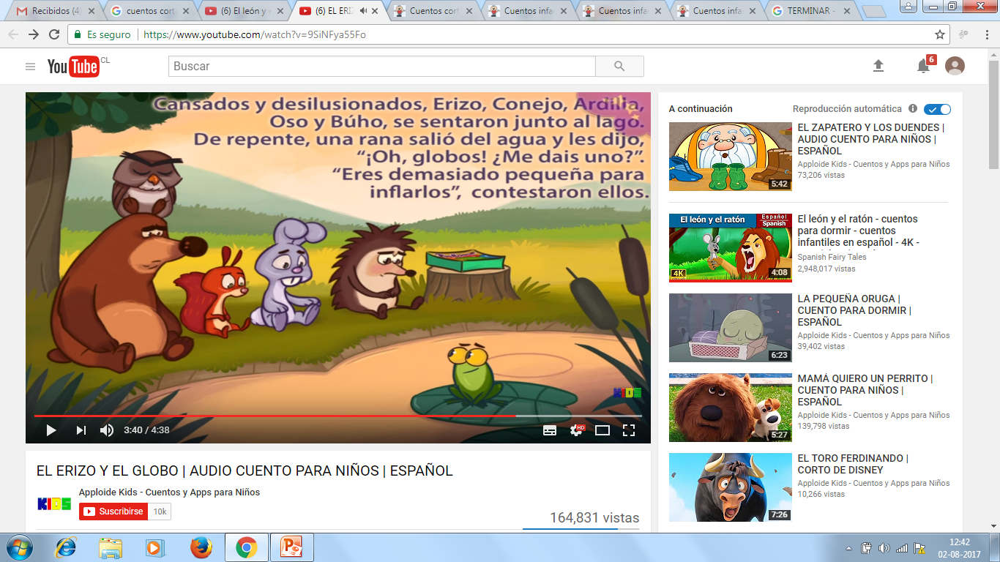 Recibidos (4)
cuentos cort
(6) El león y
(6) EL ERIZ
Cuentos cort
Cuentos infa
Cuentos infa
Cuentos infa
TERMINAR -
Es seguro
https://www.youtube.com/watch?v=9SiNFya55Fo
YouTube CL
Buscar
6
Cansados y desilusionados, Erizo, Conejo, Ardilla,
Oso y Búho, se sentaron junto al lago.
De repente, una rana salió del agua y les dijo,
“¡Oh, globos! ¿Me dais uno?”.
“Eres demasiado pequeña para
inflarlos”, contestaron ellos.
KIDS
3:40 / 4:38
HD
EL ERIZO Y EL GLOBO | AUDIO CUENTO PARA NIÑOS | ESPAÑOL
KIDS
Apploide Kids - Cuentos y Apps para Niños
Suscribirse 10k
164,831 vistas
A continuación
Reproducción automática
EL ZAPATERO Y LOS DUENDES |
AUDIO CUENTO PARA NIÑOS |
ESPAÑOL
Apploide Kids - Cuentos y Apps para Niños
73,206 vistas
5:42
El león y el ratón
Español
Spanish
4K
4:08
El león y el ratón - cuentos
para dormir - cuentos
infantiles en español - 4K -
Spanish Fairy Tales
2,948,017 vistas
LA PEQUEÑA ORUGA |
CUENTO PARA DORMIR |
ESPAÑOL
Apploide Kids - Cuentos y Apps para Niños
39,402 vistas
6:23
MAMÁ QUIERO UN PERRITO |
CUENTO PARA NIÑOS |
ESPAÑOL
Apploide Kids - Cuentos y Apps para Niños
139,798 vistas
5:27
EL TORO FERDINANDO |
CORTO DE DISNEY
Apploide Kids - Cuentos y Apps para Niños
10,266 vistas
7:26
12:42
02-08-2017